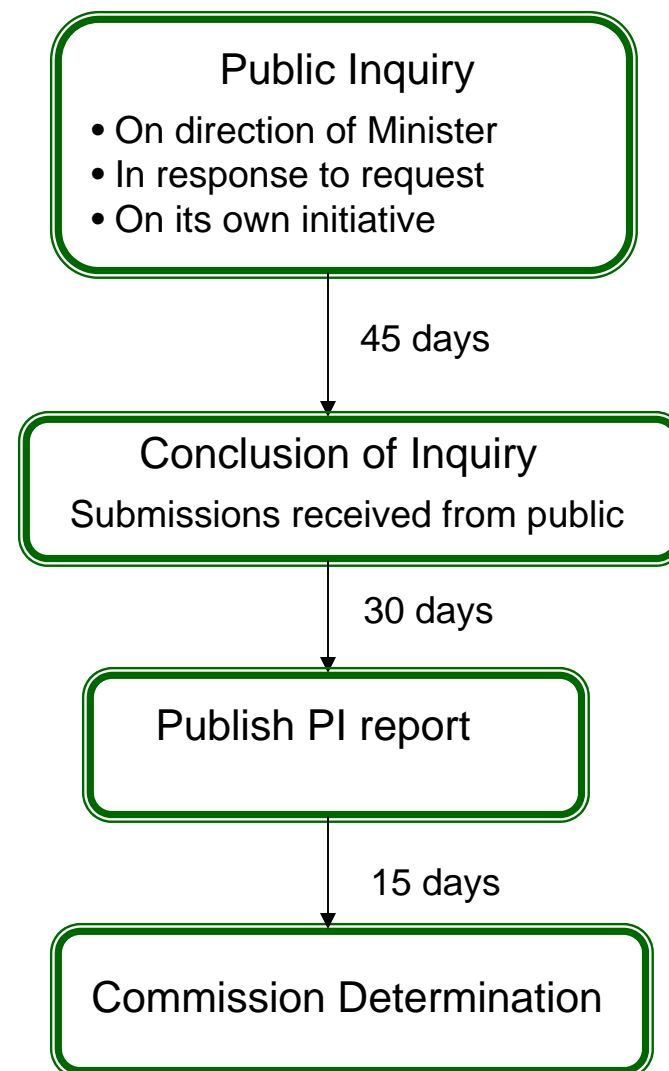 Public Inquiry
• On direction of Minister
• In response to request
• On its own initiative
45 days
Conclusion of Inquiry
Submissions received from public
30 days
Publish PI report
15 days
Commission Determination